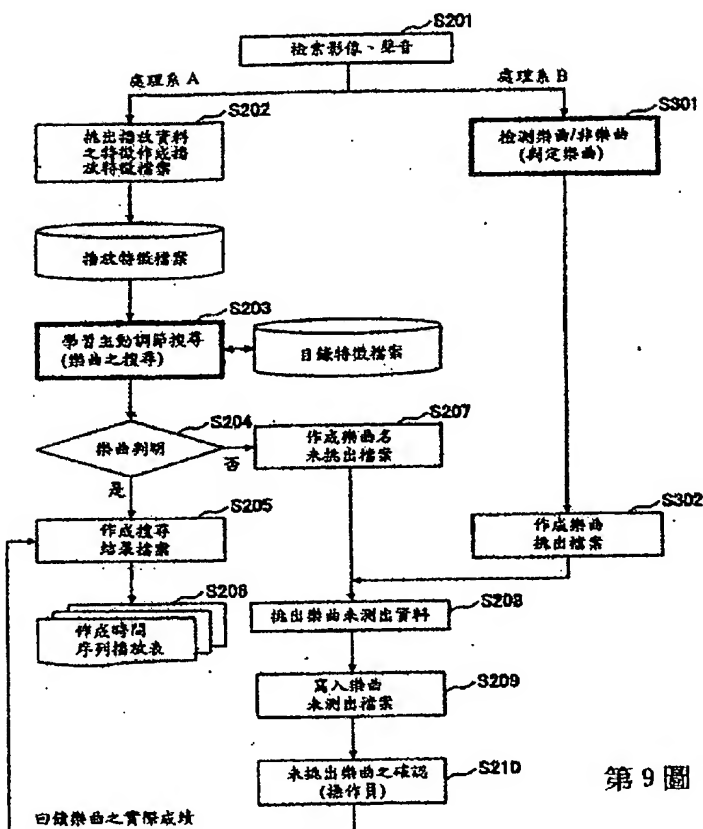 S201
檢索影像、聲音
處理系 A
處理系 B
S202
挑出播放資料
之特徵作成播
放特徵檔案
S301
檢測樂曲/非樂曲
(判定樂曲)
播放特徵檔案
S203
學習主動調節搜尋
(樂曲之搜尋)
目錄特徵檔案
S204
樂曲判明
否
是
S207
作成樂曲名
未挑出檔案
S205
作成搜尋
結果檔案
S302
作成樂曲
挑出檔案
S206
作成時間
序列播放表
S208
挑出樂曲未測出資料
S209
寫入樂曲
未測出檔案
S210
未挑出樂曲之確認
(操作員)
第 9 圖
回饋樂曲之實際成績